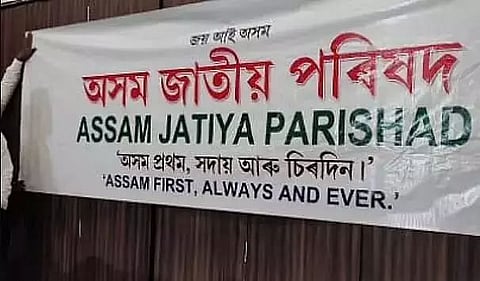 জয় আই অসম
অসম জাতীয় পৰিষদ
ASSAM JATIYA PARISHAD
'অসম প্ৰথম, সদায় আৰু চিৰদিন।'
'ASSAM FIRST, ALWAYS AND EVER.'